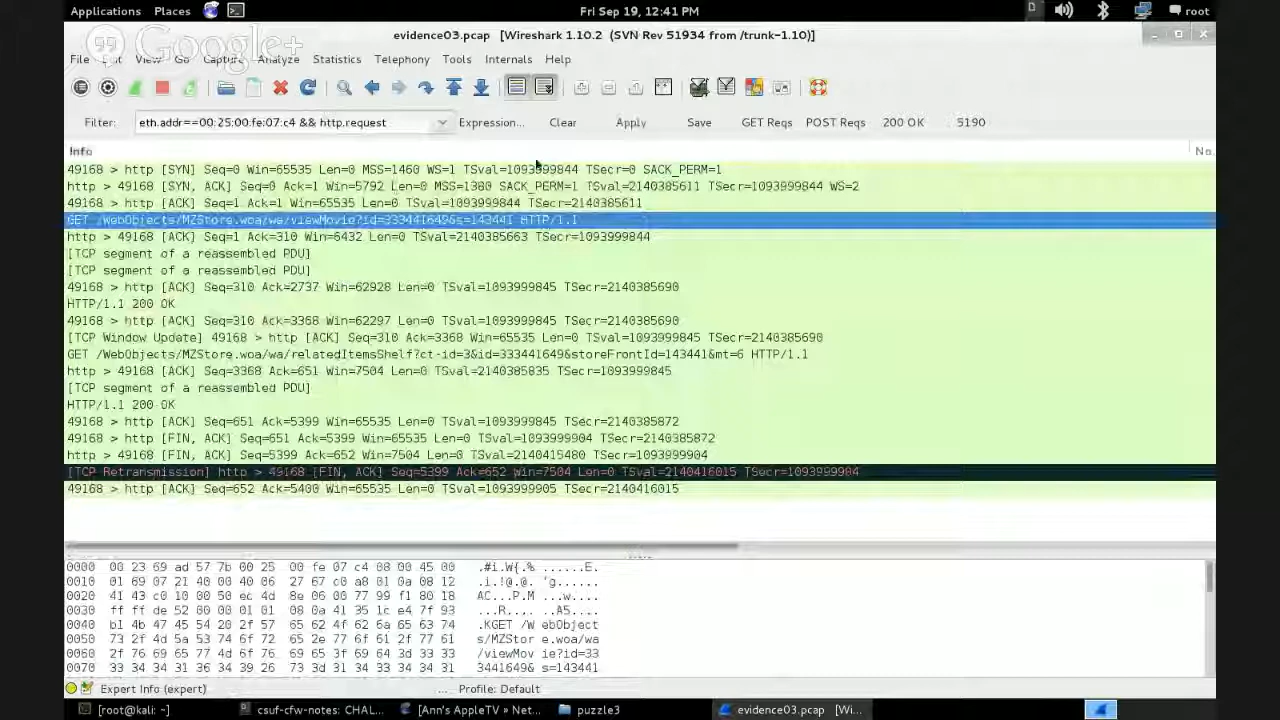 Applications Places Fri Sep 19, 12:41 PM root
evidence03.pcap [Wireshark 1.10.2 (SVN Rev 51934 from /trunk-1.10)]
Google+
File Edit View Go Capture Analyze Statistics Telephony Tools Internals Help
Filter: eth.addr==00:25:00:fe:07:c4 && http.request Expression... Clear Apply Save GET Reqs POST Reqs 200 OK 5190
Info No.
49168 > http [SYN] Seq=0 Win=65535 Len=0 MSS=1460 WS=1 TSval=1093999844 TSecr=0 SACK_PERM=1
http > 49168 [SYN, ACK] Seq=0 Ack=1 Win=5792 Len=0 MSS=1380 SACK_PERM=1 TSval=2140385611 TSecr=1093999844 WS=2
49168 > http [ACK] Seq=1 Ack=1 Win=65535 Len=0 TSval=1093999844 TSecr=2140385611
GET /WebObjects/MZStore.woa/wa/viewMovie?id=333441649&s=143441 HTTP/1.1
http > 49168 [ACK] Seq=1 Ack=310 Win=6432 Len=0 TSval=2140385663 TSecr=1093999844
[TCP segment of a reassembled PDU]
[TCP segment of a reassembled PDU]
49168 > http [ACK] Seq=310 Ack=2737 Win=62928 Len=0 TSval=1093999845 TSecr=2140385690
HTTP/1.1 200 OK
49168 > http [ACK] Seq=310 Ack=3368 Win=62297 Len=0 TSval=1093999845 TSecr=2140385690
[TCP Window Update] 49168 > http [ACK] Seq=310 Ack=3368 Win=65535 Len=0 TSval=1093999845 TSecr=2140385690
GET /WebObjects/MZStore.woa/wa/relatedItemsShelf?ct-id=3&id=333441649&storeFrontId=143441&mt=6 HTTP/1.1
http > 49168 [ACK] Seq=3368 Ack=651 Win=7504 Len=0 TSval=2140385835 TSecr=1093999845
[TCP segment of a reassembled PDU]
HTTP/1.1 200 OK
49168 > http [ACK] Seq=651 Ack=5399 Win=65535 Len=0 TSval=1093999845 TSecr=2140385872
49168 > http [FIN, ACK] Seq=651 Ack=5399 Win=65535 Len=0 TSval=1093999904 TSecr=2140385872
http > 49168 [ACK] Seq=5399 Ack=652 Win=7504 Len=0 TSval=2140415480 TSecr=1093999904
[TCP Retransmission] http > 49168 [FIN, ACK] Seq=5399 Ack=652 Win=7504 Len=0 TSval=2140416015 TSecr=1093999904
49168 > http [ACK] Seq=652 Ack=5400 Win=65535 Len=0 TSval=1093999905 TSecr=2140416015
0000 00 23 69 ad 57 7b 00 25 00 fe 07 c4 08 00 45 00 .#i.W{.% ......E.
0010 01 69 07 21 40 00 40 06 27 67 c0 a8 01 0a 08 12 .i.!@.@. 'g......
0020 41 43 c0 10 00 50 ec 4d 8e 06 00 77 99 f1 80 18 AC...P.M ...w....
0030 ff ff de 52 00 00 01 01 08 0a 41 35 1c e4 7f 93 ...R.... ..A5....
0040 b1 4b 47 45 54 20 2f 57 65 62 4f 62 6a 65 63 74 .KGET /W ebObject
0050 73 2f 4d 5a 53 74 6f 72 65 2e 77 6f 61 2f 77 61 s/MZStor e.woa/wa
0060 2f 76 69 65 77 4d 6f 76 69 65 3f 69 64 3d 33 33 /viewMov ie?id=33
0070 33 34 34 31 36 34 39 26 73 3d 31 34 33 34 34 31 3441649& s=143441
Expert Info (expert) ... Profile: Default
[root@kali: ~] csuf-cfw-notes: CHAL... [Ann's AppleTV » Net... puzzle3 evidence03.pcap [Wi...